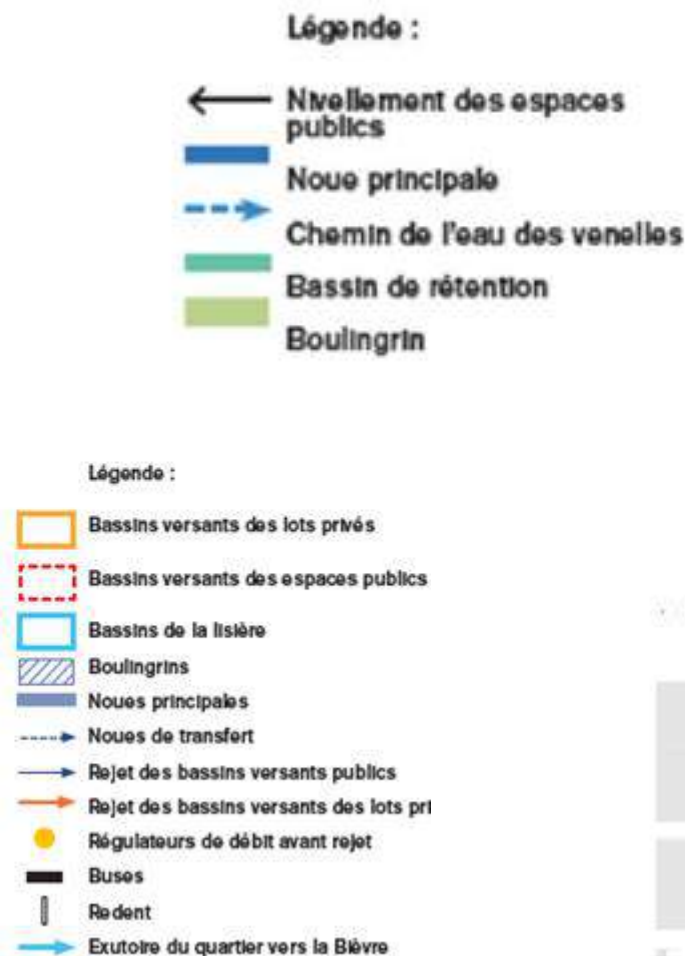 Légende :
Nivellement des espaces
publics
Noue principale
Chemin de l'eau des venelles
Bassin de rétention
Boulingrin
Légende :
Bassins versants des lots privés
Bassins versants des espaces publics
Bassins de la lisière
Boulingrins
Noues principales
Noues de transfert
Rejet des bassins versants publics
Rejet des bassins versants des lots pri
Régulateurs de débit avant rejet
Buses
Redent
Exutoire du quartier vers la Bièvre